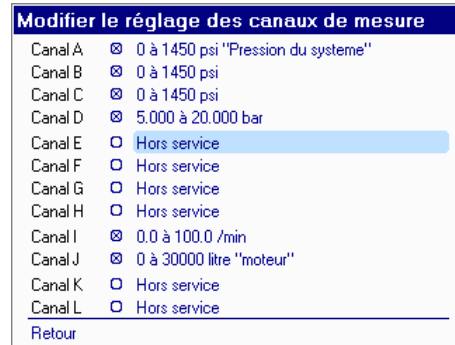 Modifier le réglage des canaux de mesure
Canal A 0 à 1450 psi "Pression du systeme"
Canal B 0 à 1450 psi
Canal C 0 à 1450 psi
Canal D 5.000 à 20.000 bar
Canal E Hors service
Canal F Hors service
Canal G Hors service
Canal H Hors service
Canal I 0.0 à 100.0 /min
Canal J 0 à 30000 litre "moteur"
Canal K Hors service
Canal L Hors service
Retour